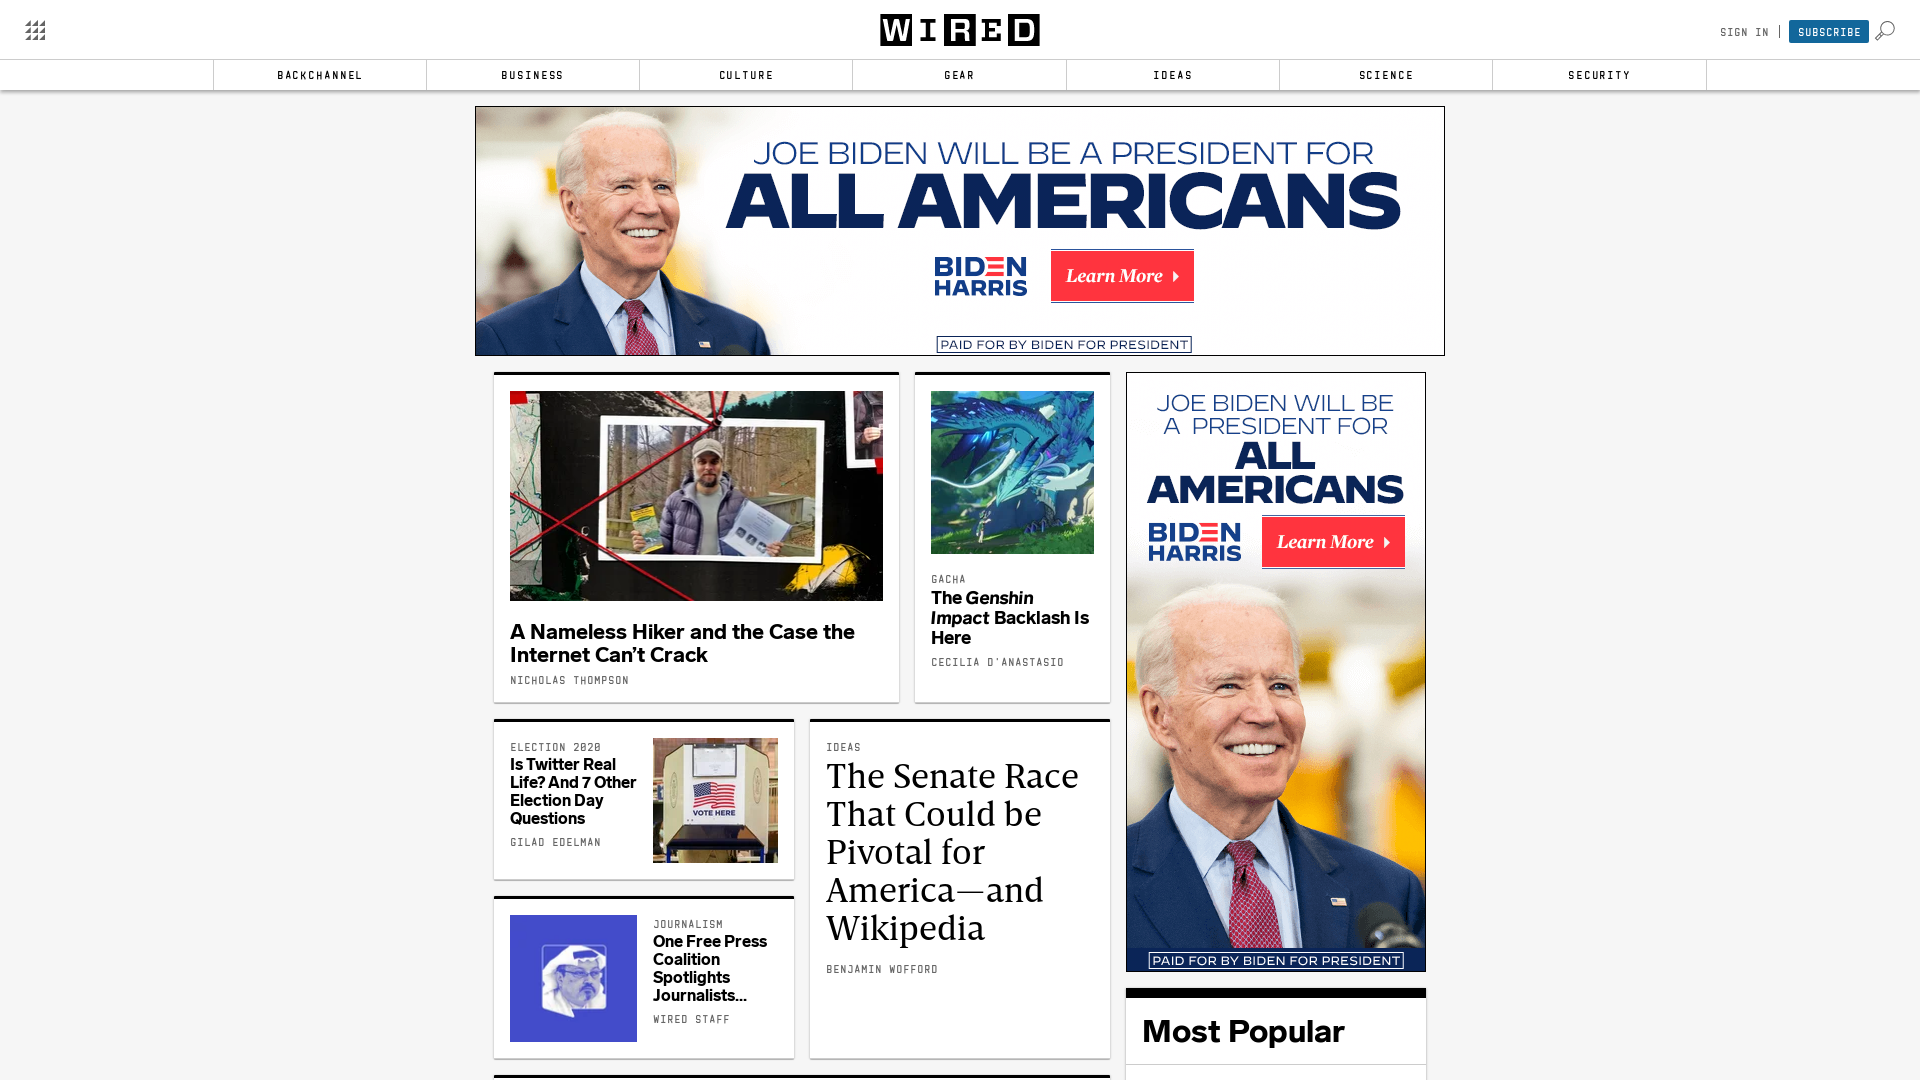 WIRED
SIGN IN
SUBSCRIBE
BACKCHANNEL
BUSINESS
CULTURE
GEAR
IDEAS
SCIENCE
SECURITY
JOE BIDEN WILL BE A PRESIDENT FOR
ALL AMERICANS
BIDEN
HARRIS
Learn More
PAID FOR BY BIDEN FOR PRESIDENT
A Nameless Hiker and the Case the
Internet Can’t Crack
NICHOLAS THOMPSON
GACHA
The Genshin
Impact Backlash Is
Here
CECILIA D'ANASTASIO
JOE BIDEN WILL BE
A PRESIDENT FOR
ALL
AMERICANS
BIDEN
HARRIS
Learn More
PAID FOR BY BIDEN FOR PRESIDENT
ELECTION 2020
Is Twitter Real
Life? And 7 Other
Election Day
Questions
GILAD EDELMAN
VOTE HERE
IDEAS
The Senate Race
That Could be
Pivotal for
America—and
Wikipedia
BENJAMIN WOFFORD
JOURNALISM
One Free Press
Coalition
Spotlights
Journalists...
WIRED STAFF
Most Popular